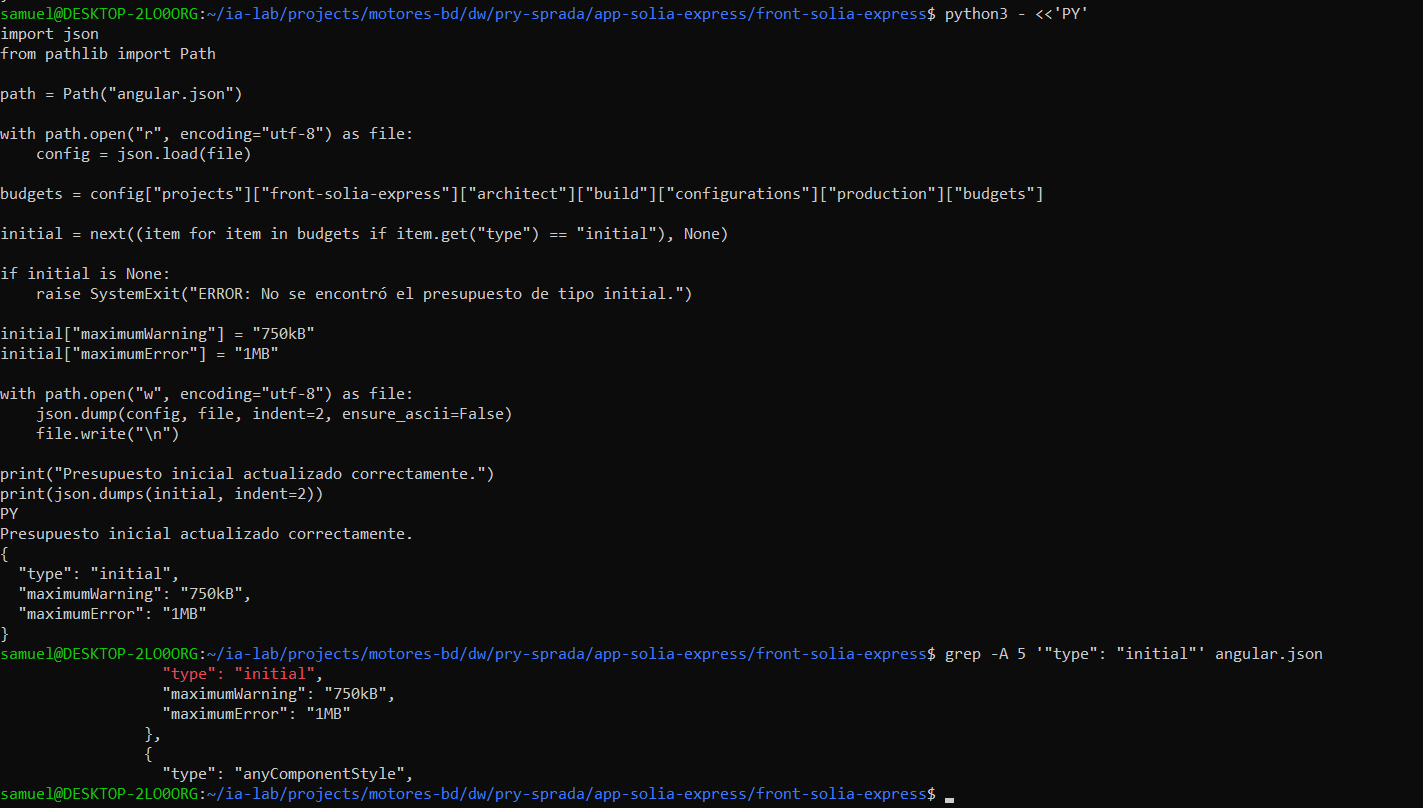 samuel@DESKTOP-2LO0ORG:~/ia-lab/projects/motores-bd/dw/pry-sprada/app-solia-express/front-solia-express$ python3 - <<'PY'
import json
from pathlib import Path

path = Path("angular.json")

with path.open("r", encoding="utf-8") as file:
    config = json.load(file)

budgets = config["projects"]["front-solia-express"]["architect"]["build"]["configurations"]["production"]["budgets"]

initial = next((item for item in budgets if item.get("type") == "initial"), None)

if initial is None:
    raise SystemExit("ERROR: No se encontró el presupuesto de tipo initial.")

initial["maximumWarning"] = "750kB"
initial["maximumError"] = "1MB"

with path.open("w", encoding="utf-8") as file:
    json.dump(config, file, indent=2, ensure_ascii=False)
    file.write("\n")

print("Presupuesto inicial actualizado correctamente.")
print(json.dumps(initial, indent=2))
PY
Presupuesto inicial actualizado correctamente.
{
  "type": "initial",
  "maximumWarning": "750kB",
  "maximumError": "1MB"
}
samuel@DESKTOP-2LO0ORG:~/ia-lab/projects/motores-bd/dw/pry-sprada/app-solia-express/front-solia-express$ grep -A 5 '"type": "initial"' angular.json
                  "type": "initial",
                  "maximumWarning": "750kB",
                  "maximumError": "1MB"
                },
                {
                  "type": "anyComponentStyle",
samuel@DESKTOP-2LO0ORG:~/ia-lab/projects/motores-bd/dw/pry-sprada/app-solia-express/front-solia-express$